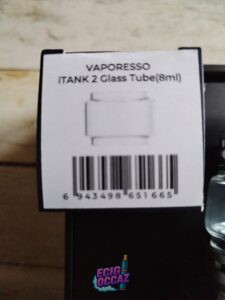 VAPORESSO
iTANK 2 Glass Tube(8ml)
6 943498 651665
ECIG
OCCAZ